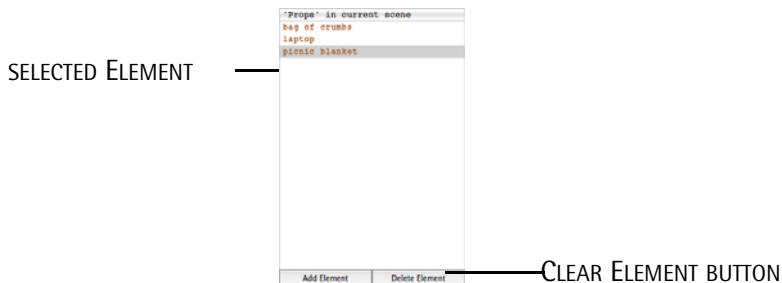 'Props' in current scene
bag of crumbs
laptop
picnic blanket
SELECTED ELEMENT
Add Element
Delete Element
CLEAR ELEMENT BUTTON